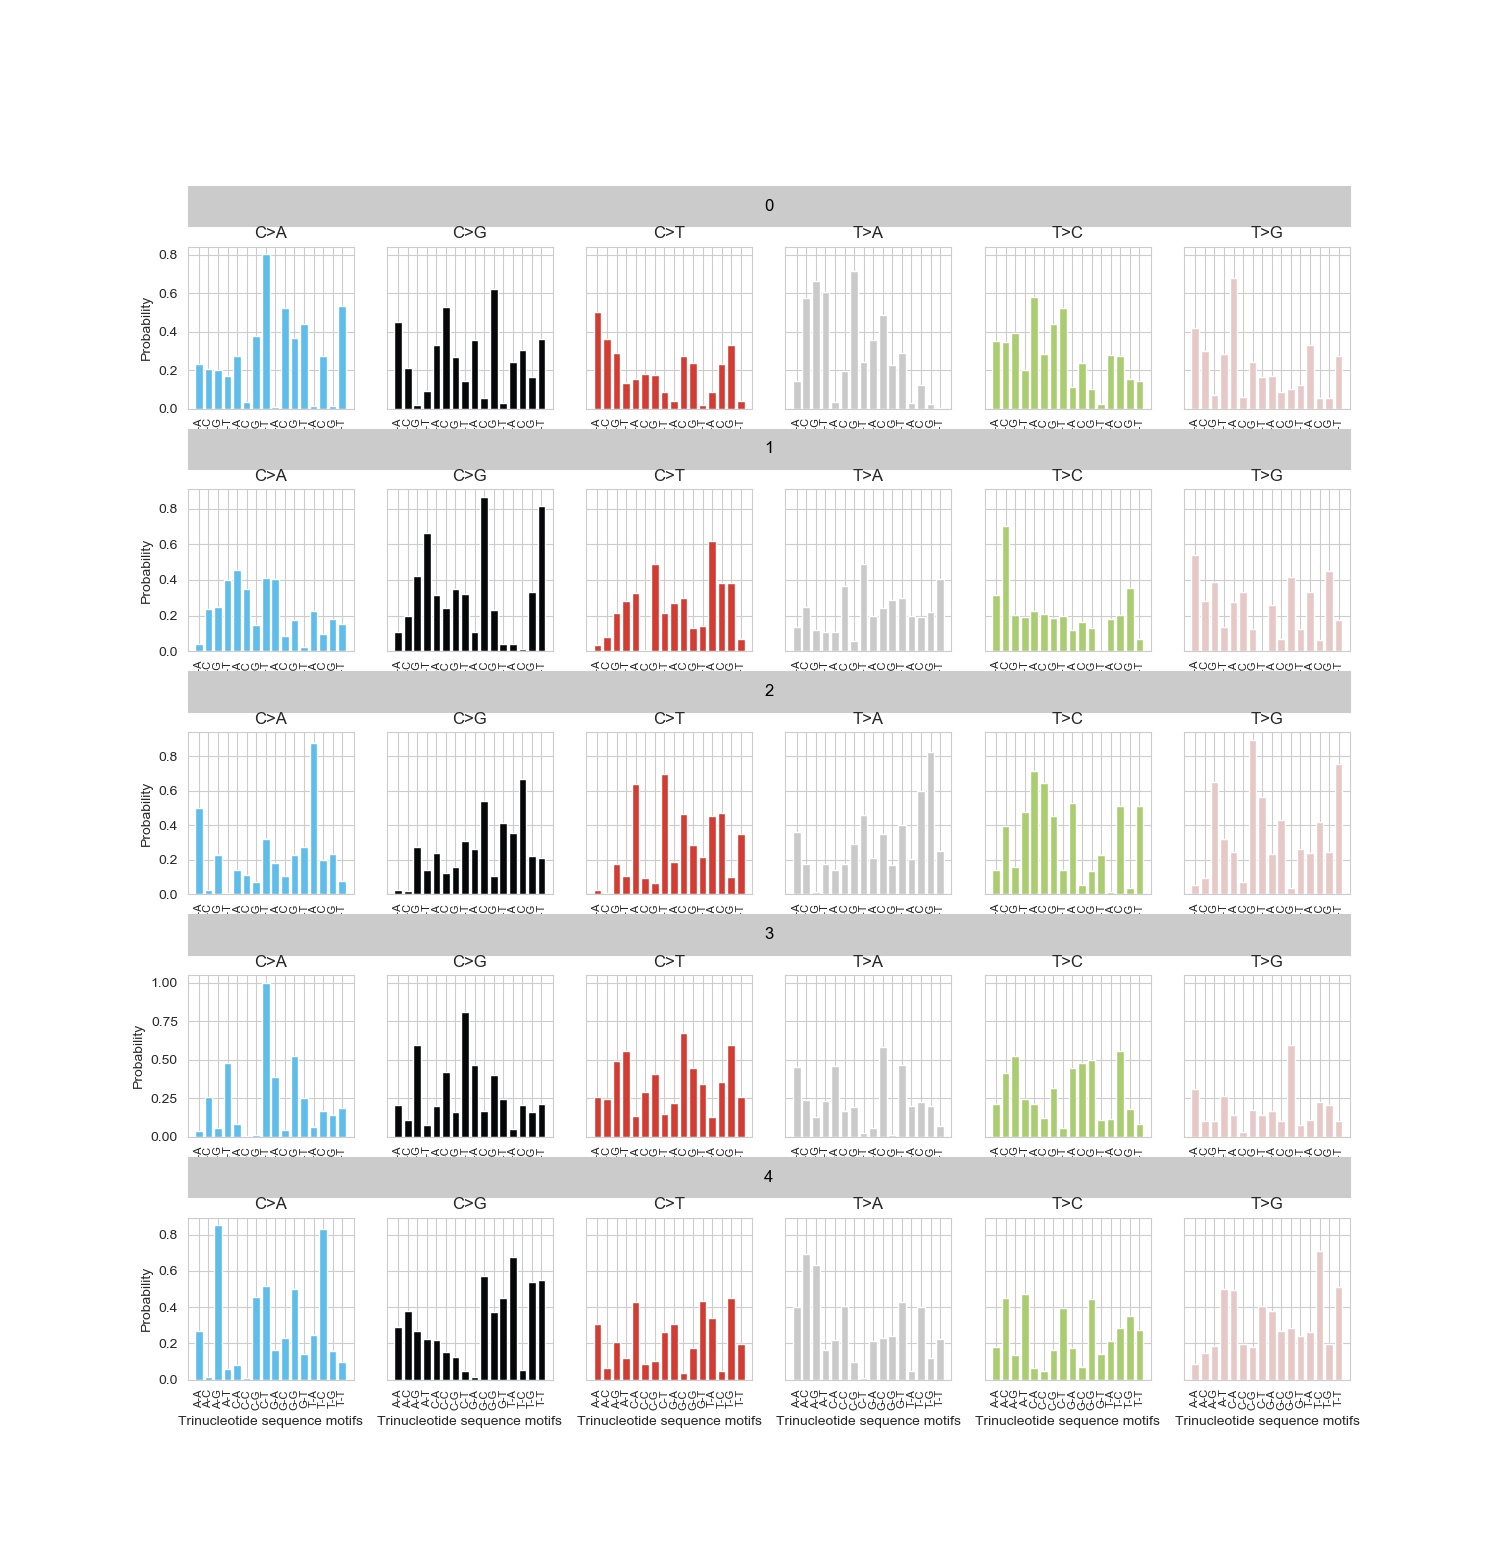 0
C>A C>G C>T T>A T>C T>G
Probability
0.8
0.6
0.4
0.2
0.0
1
C>A C>G C>T T>A T>C T>G
Probability
0.8
0.6
0.4
0.2
0.0
2
C>A C>G C>T T>A T>C T>G
Probability
0.8
0.6
0.4
0.2
0.0
3
C>A C>G C>T T>A T>C T>G
Probability
1.00
0.75
0.50
0.25
0.00
4
C>A C>G C>T T>A T>C T>G
Probability
0.8
0.6
0.4
0.2
0.0
A-A A-C A-G A-T C-A C-C C-G C-T G-A G-C G-G G-T T-A T-C T-G T-T
A-A A-C A-G A-T C-A C-C C-G C-T G-A G-C G-G G-T T-A T-C T-G T-T
A-A A-C A-G A-T C-A C-C C-G C-T G-A G-C G-G G-T T-A T-C T-G T-T
A-A A-C A-G A-T C-A C-C C-G C-T G-A G-C G-G G-T T-A T-C T-G T-T
A-A A-C A-G A-T C-A C-C C-G C-T G-A G-C G-G G-T T-A T-C T-G T-T
A-A A-C A-G A-T C-A C-C C-G C-T G-A G-C G-G G-T T-A T-C T-G T-T
Trinucleotide sequence motifs Trinucleotide sequence motifs Trinucleotide sequence motifs Trinucleotide sequence motifs Trinucleotide sequence motifs Trinucleotide sequence motifs